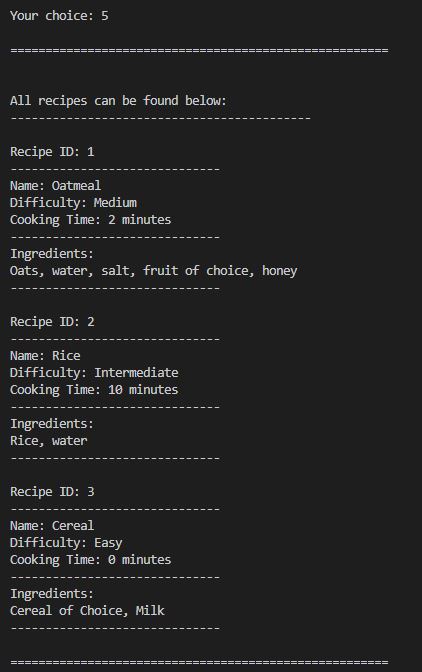 Your choice: 5
======================================================
All recipes can be found below:
-------------------------------------------
Recipe ID: 1
------------------------------
Name: Oatmeal
Difficulty: Medium
Cooking Time: 2 minutes
------------------------------
Ingredients:
Oats, water, salt, fruit of choice, honey
------------------------------
Recipe ID: 2
------------------------------
Name: Rice
Difficulty: Intermediate
Cooking Time: 10 minutes
------------------------------
Ingredients:
Rice, water
------------------------------
Recipe ID: 3
------------------------------
Name: Cereal
Difficulty: Easy
Cooking Time: 0 minutes
------------------------------
Ingredients:
Cereal of Choice, Milk
------------------------------
======================================================